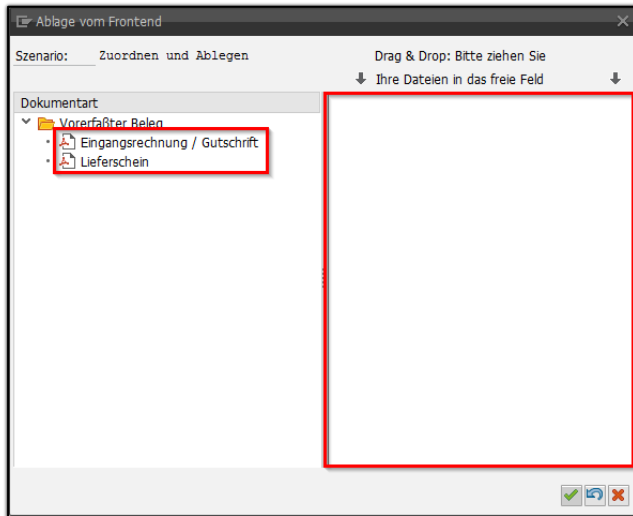 Ablage vom Frontend
Szenario: Zuordnen und Ablegen
Drag & Drop: Bitte ziehen Sie
Ihre Dateien in das freie Feld
Dokumentart
Vorerfaßter Beleg
Eingangsrechnung / Gutschrift
Lieferschein